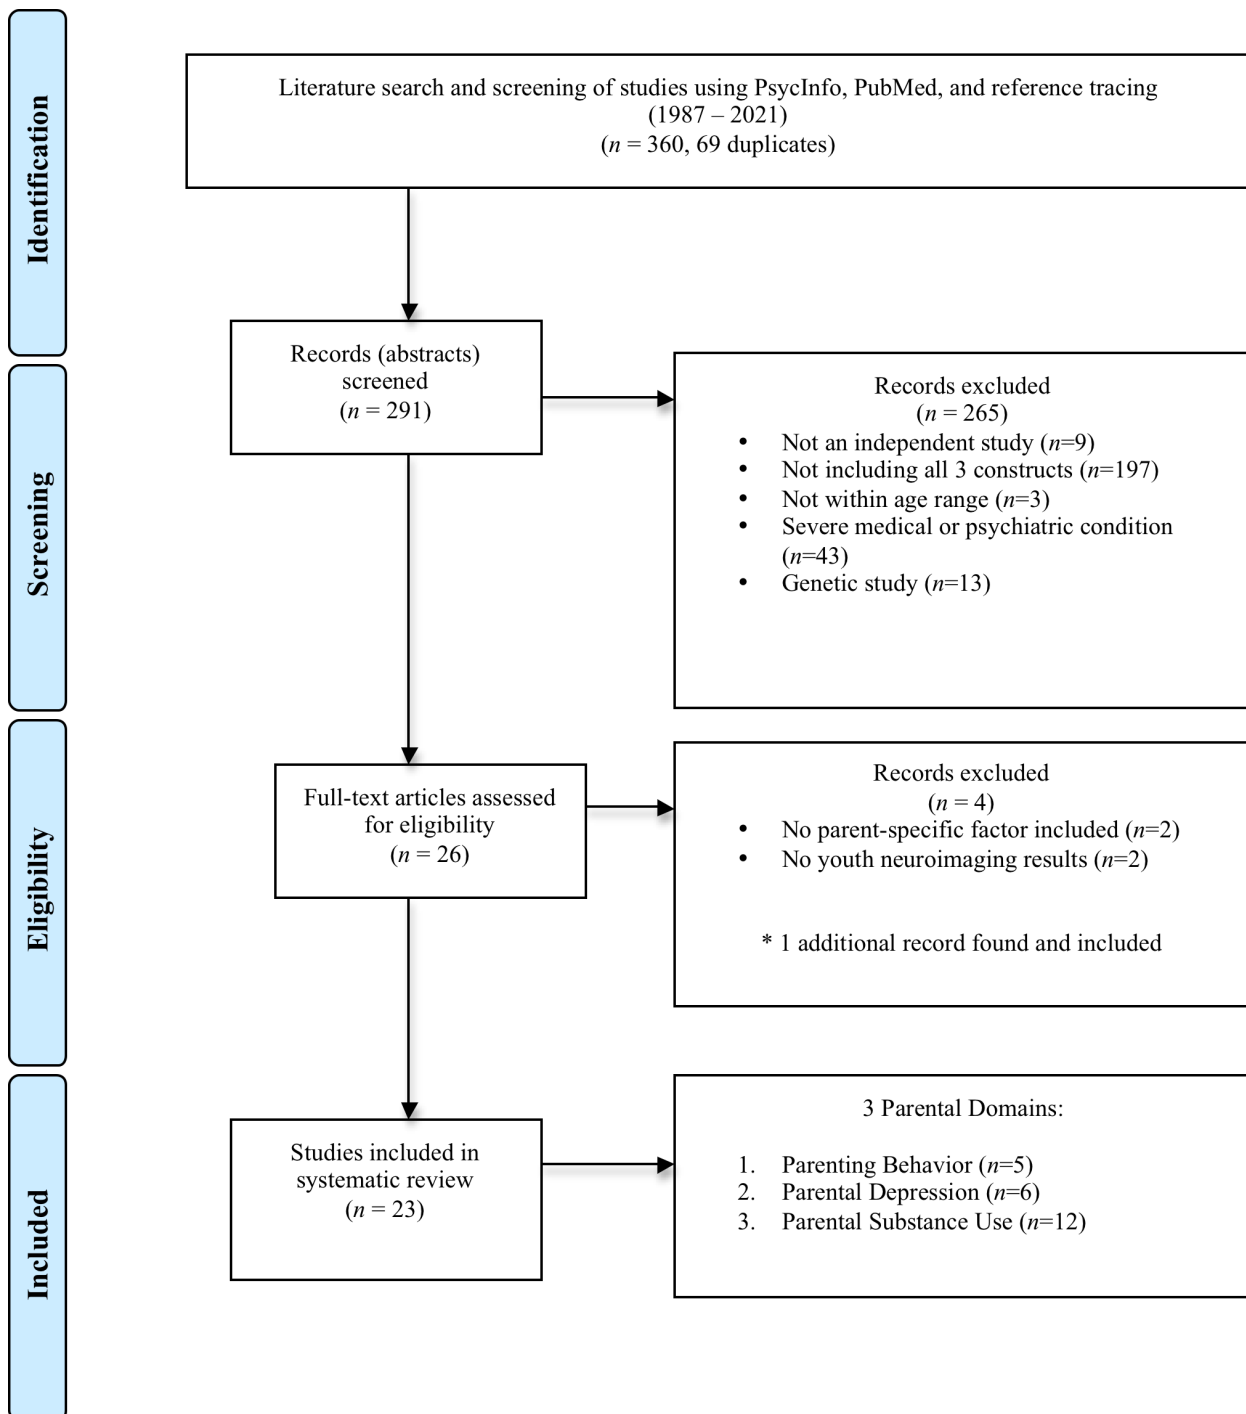 Identification
Literature search and screening of studies using PsycInfo, PubMed, and reference tracing
(1987 – 2021)
(n = 360, 69 duplicates)
Screening
Records (abstracts)
screened
(n = 291)
Records excluded
(n = 265)
• Not an independent study (n=9)
• Not including all 3 constructs (n=197)
• Not within age range (n=3)
• Severe medical or psychiatric condition
(n=43)
• Genetic study (n=13)
Eligibility
Full-text articles assessed
for eligibility
(n = 26)
Records excluded
(n = 4)
• No parent-specific factor included (n=2)
• No youth neuroimaging results (n=2)
* 1 additional record found and included
Included
Studies included in
systematic review
(n = 23)
3 Parental Domains:
1. Parenting Behavior (n=5)
2. Parental Depression (n=6)
3. Parental Substance Use (n=12)